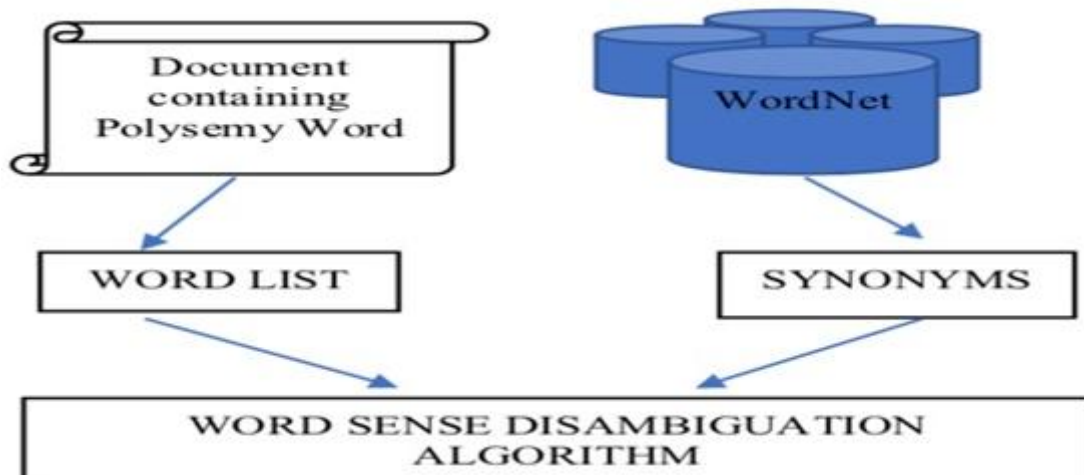 Document
containing
Polysemy Word
WordNet
WORD LIST
SYNONYMS
WORD SENSE DISAMBIGUATION
ALGORITHM